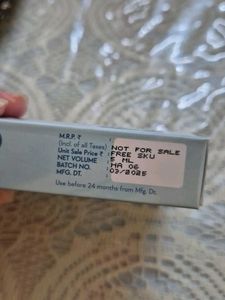 M.R.P. ₹
(Incl. of all Taxes)
Unit Sale Price ₹
NET VOLUME
BATCH NO.
MFG. DT.
NOT FOR SALE
FREE SKU
5 ML
MA 06
03/2025
Use before 24 months from Mfg. Dt.